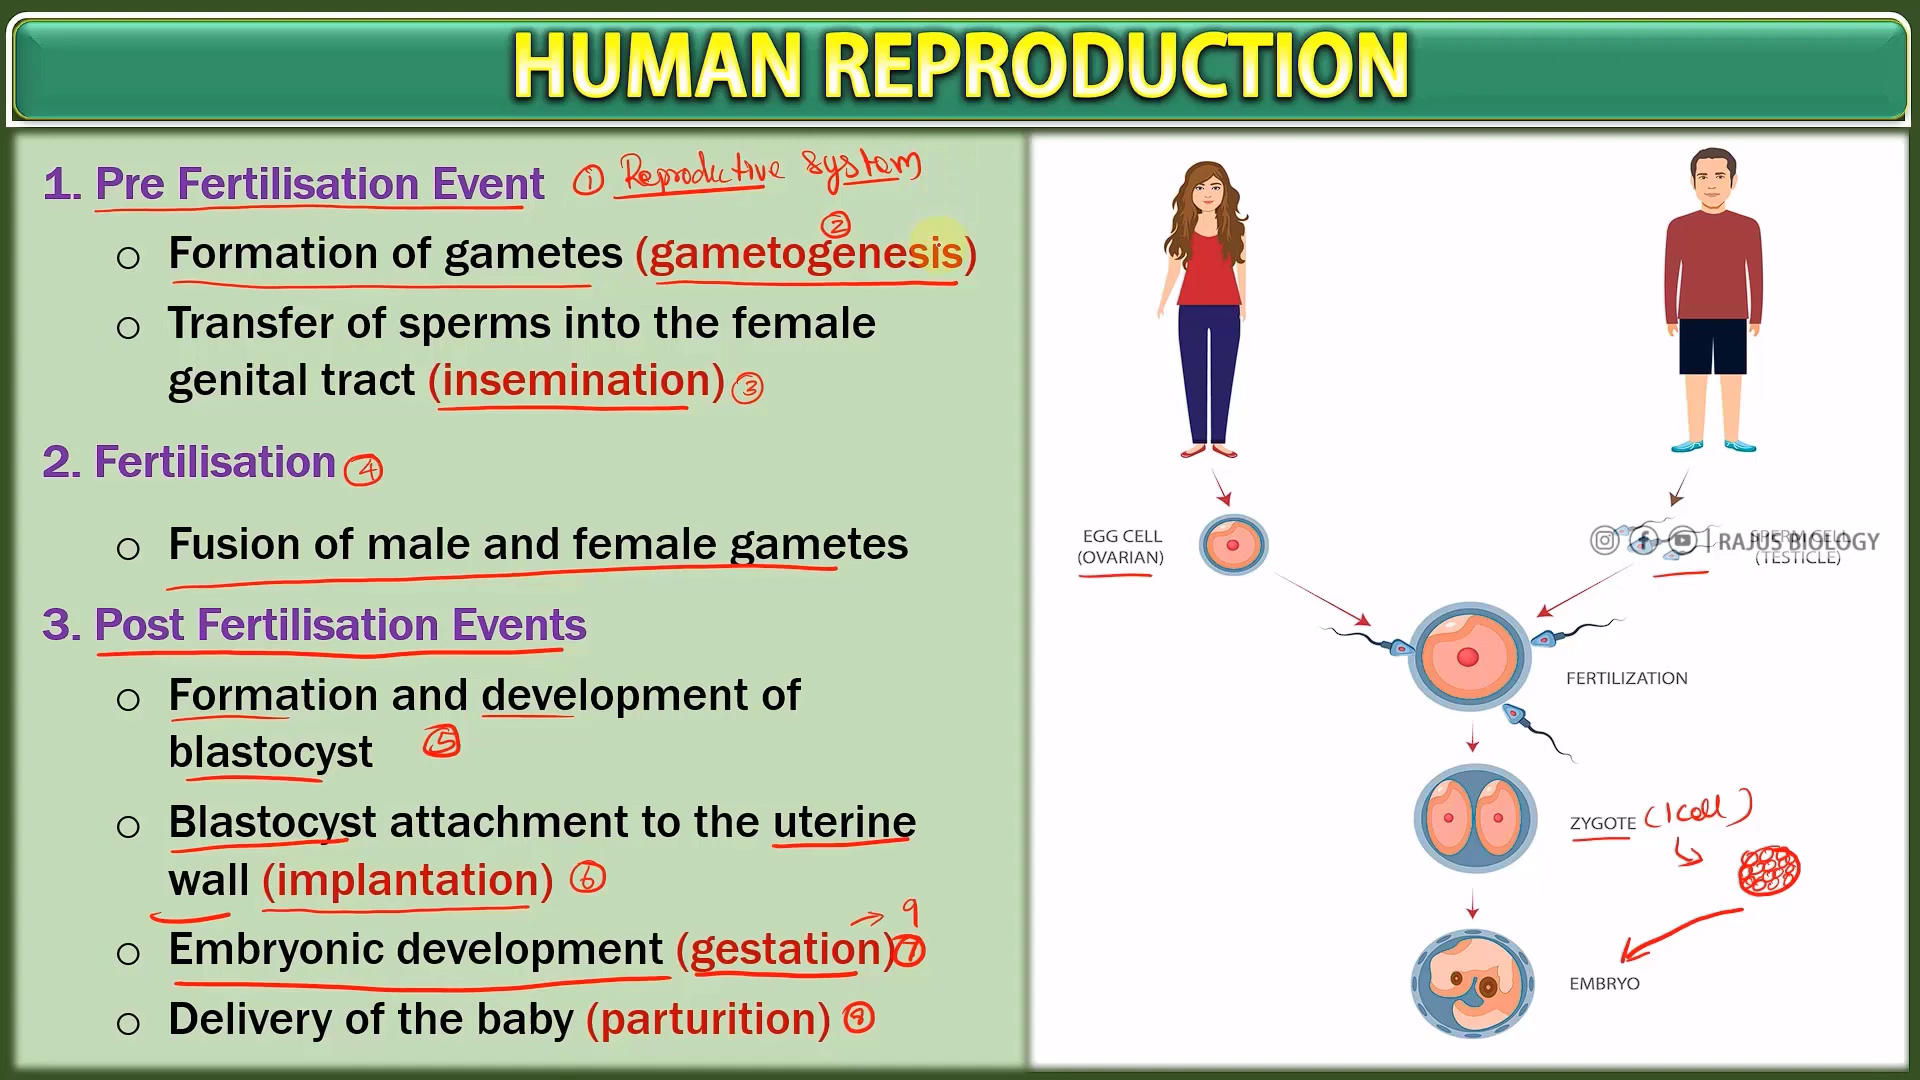 HUMAN REPRODUCTION
1. Pre Fertilisation Event ① Reproductive system
②
o Formation of gametes (gametogenesis)
o Transfer of sperms into the female
genital tract (insemination) ③
2. Fertilisation ④
o Fusion of male and female gametes
3. Post Fertilisation Events
o Formation and development of
blastocyst ⑤
o Blastocyst attachment to the uterine
wall (implantation) ⑥
→ 9
o Embryonic development (gestation) ⑦
o Delivery of the baby (parturition) ⑧
EGG CELL
(OVARIAN)
SPERM CELL
(TESTICLE)
| RAJUS BIOLOGY
FERTILIZATION
ZYGOTE (1 cell)
EMBRYO